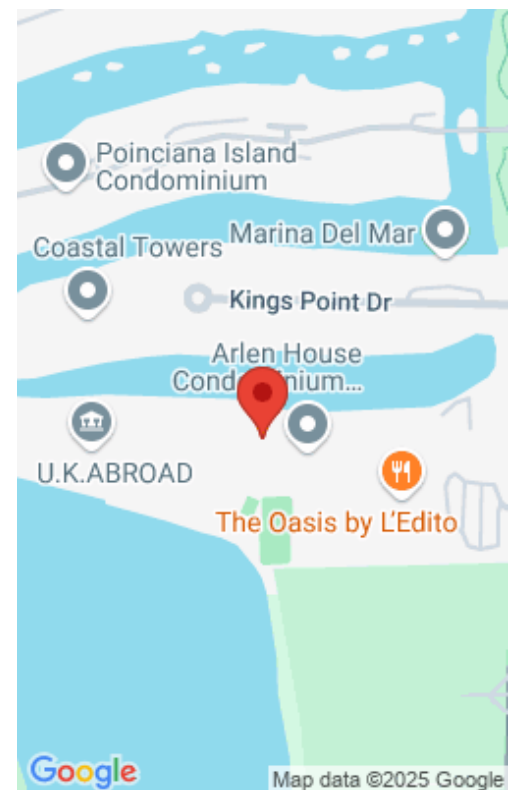 Poinciana Island
Condominium
Marina Del Mar
Coastal Towers
Kings Point Dr
Arlen House
Condominium...
U.K.ABROAD
The Oasis by L'Edito
Google
Map data ©2025 Google